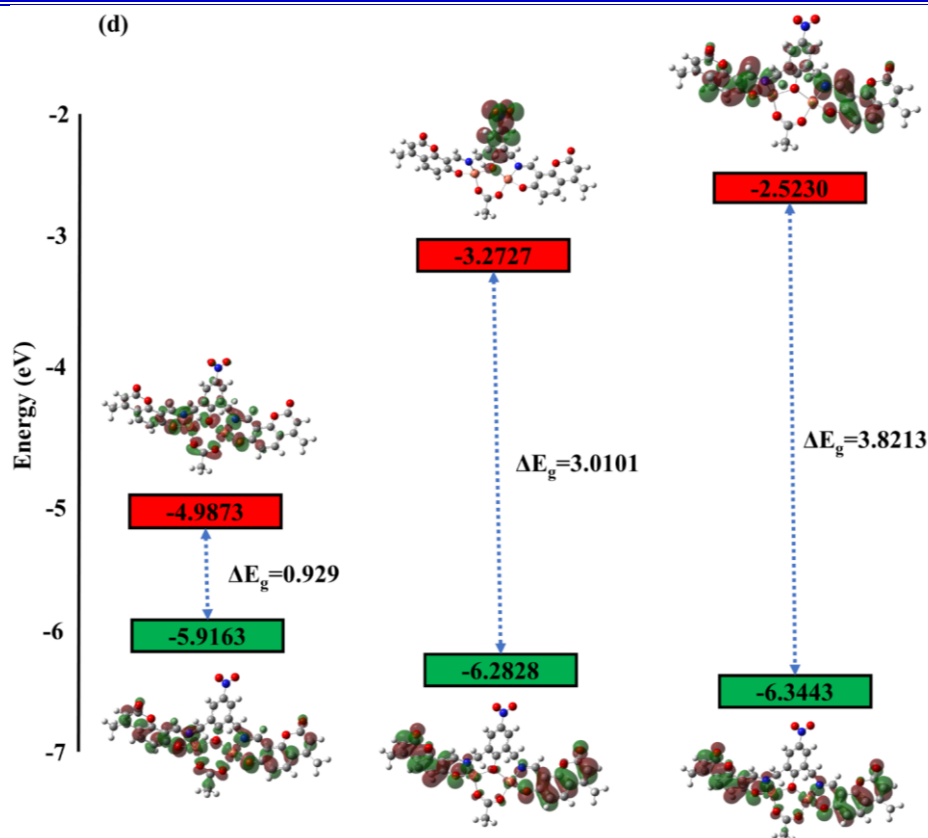 (d)
-2
-2.5230
-3
-3.2727
-4
Energy (eV)
ΔEg=3.8213
ΔEg=3.0101
-5
-4.9873
ΔEg=0.929
-6
-5.9163
-6.2828
-6.3443
-7